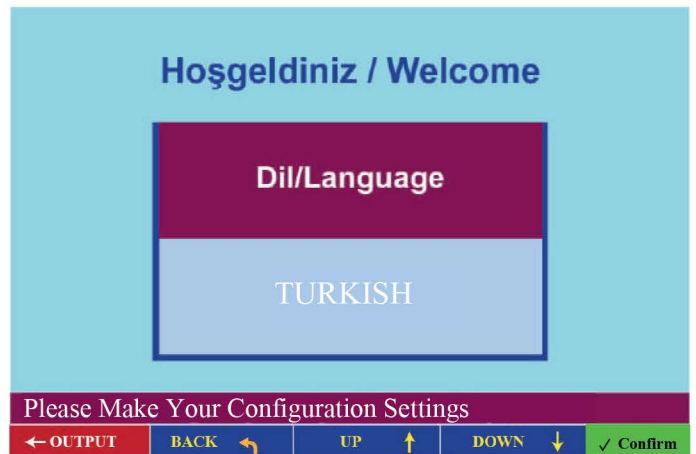 Hoşgeldiniz / Welcome
Dil/Language
TURKISH
Please Make Your Configuration Settings
← OUTPUT BACK ↰ UP ↑ DOWN ↓ ✓ Confirm